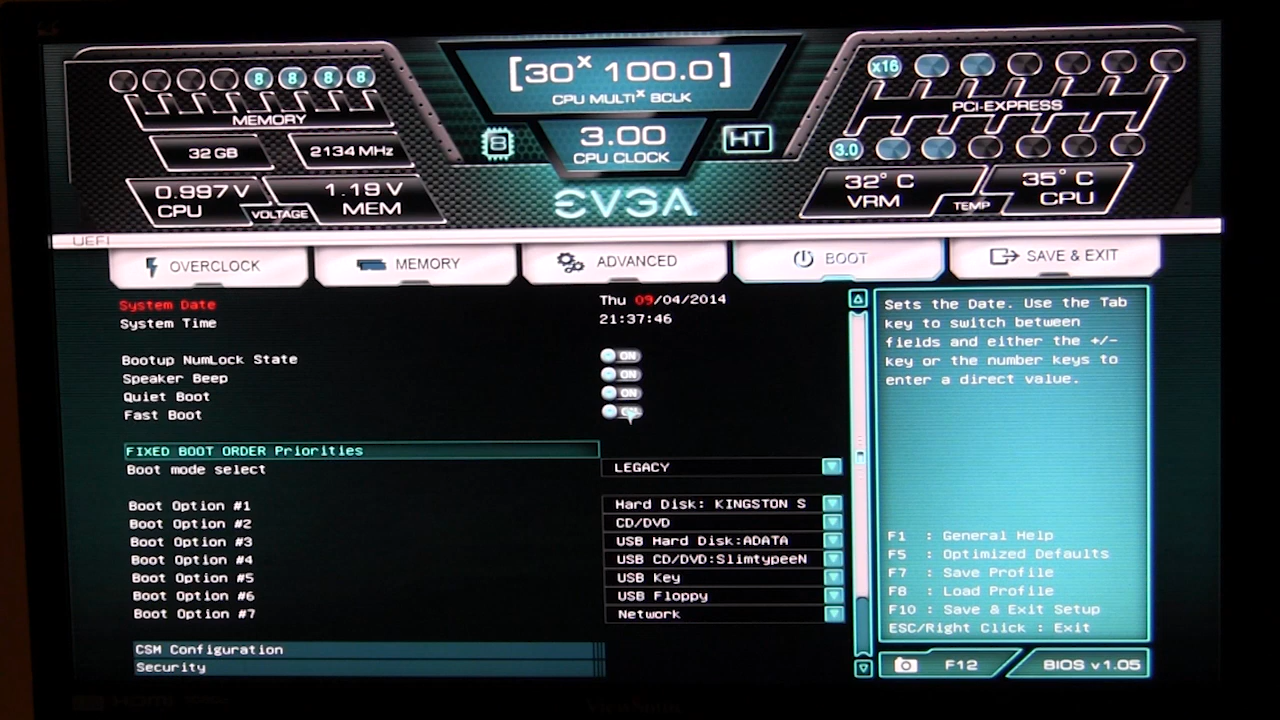 8 8 8 8
MEMORY
32 GB
2134 MHz
0.997 V
CPU
VOLTAGE
1.19 V
MEM
[30x 100.0]
CPU MULTIx BCLK
8
3.00
CPU CLOCK
HT
EVGA
x16
PCI-EXPRESS
3.0
32° C
VRM
TEMP
35° C
CPU
UEFI
OVERCLOCK
MEMORY
ADVANCED
BOOT
SAVE & EXIT
System Date Thu 09/04/2014
System Time 21:37:46
Bootup NumLock State ON
Speaker Beep ON
Quiet Boot ON
Fast Boot
FIXED BOOT ORDER Priorities
Boot mode select LEGACY
Boot Option #1 Hard Disk: KINGSTON S
Boot Option #2 CD/DVD
Boot Option #3 USB Hard Disk:ADATA
Boot Option #4 USB CD/DVD:SlimtypeeN
Boot Option #5 USB Key
Boot Option #6 USB Floppy
Boot Option #7 Network
CSM Configuration
Security
Sets the Date. Use the Tab
key to switch between
fields and either the +/-
key or the number keys to
enter a direct value.
F1 : General Help
F5 : Optimized Defaults
F7 : Save Profile
F8 : Load Profile
F10 : Save & Exit Setup
ESC/Right Click : Exit
F12
BIOS v1.05